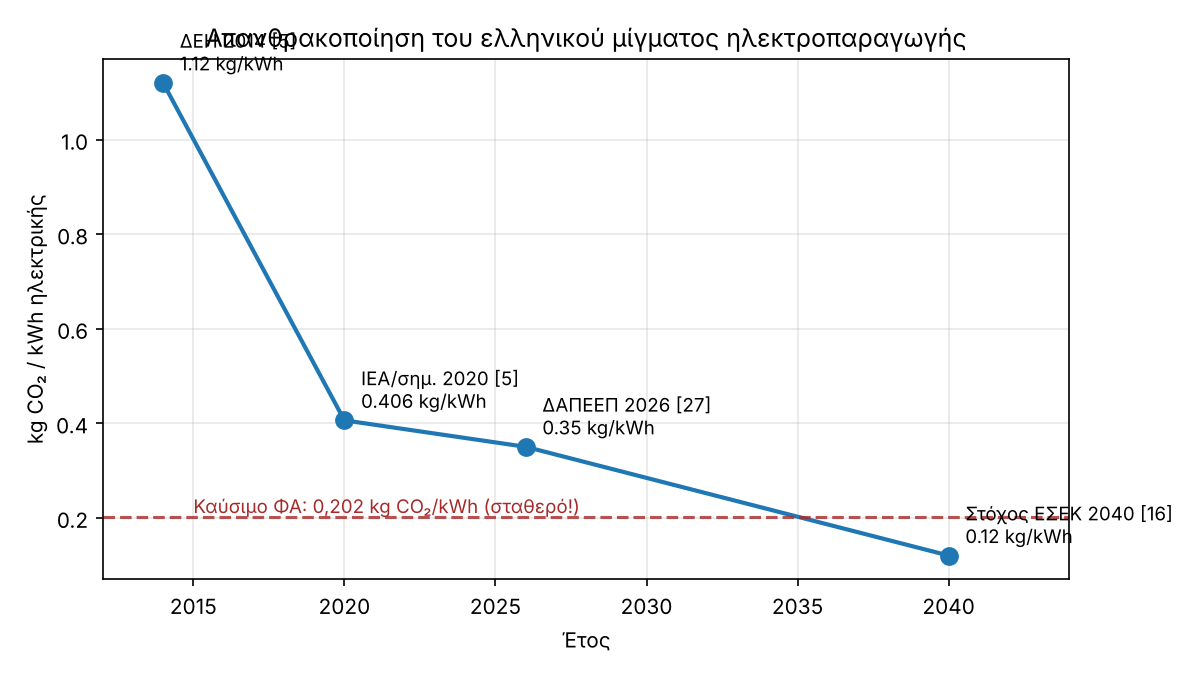 Απανθρακοποίηση του ελληνικού μίγματος ηλεκτροπαραγωγής
ΔΕΗ 2014 [5]
1.12 kg/kWh
1.0
0.8
0.6
0.4
0.2
kg CO₂ / kWh ηλεκτρικής
IEA/σημ. 2020 [5]
0.406 kg/kWh
ΔΑΠΕΕΠ 2026 [27]
0.35 kg/kWh
Καύσιμο ΦΑ: 0,202 kg CO₂/kWh (σταθερό!)
Στόχος ΕΣΕΚ 2040 [16]
0.12 kg/kWh
2015
2020
2025
2030
2035
2040
Έτος